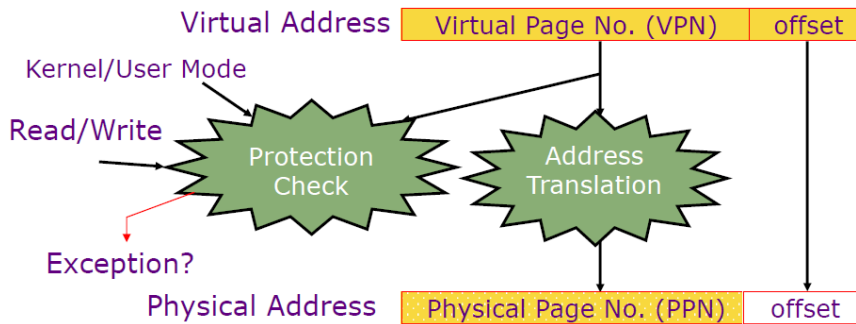 Virtual Address
Virtual Page No. (VPN)
offset
Kernel/User Mode
Read/Write
Protection
Check
Address
Translation
Exception?
Physical Address
Physical Page No. (PPN)
offset